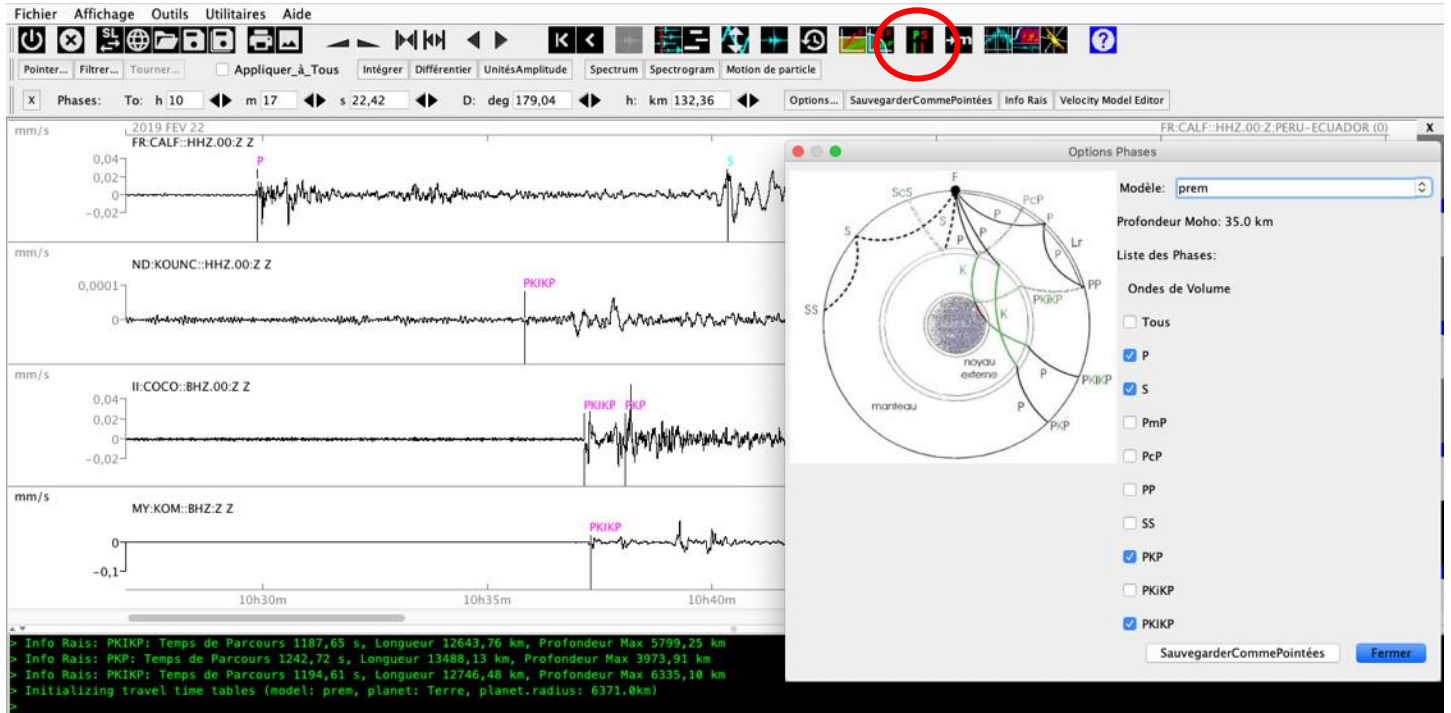 Fichier Affichage Outils Utilitaires Aide
SL
PS
m
?
Pointer... Filtrer... Tourner... Appliquer_à_Tous Intégrer Différentier UnitésAmplitude Spectrum Spectrogram Motion de particle
X Phases: To: h 10 m 17 s 22,42 D: deg 179,04 h: km 132,36 Options... SauvegarderCommePointées Info Rais Velocity Model Editor
mm/s 2019 FEV 22 FR:CALF::HHZ.00:Z;PERU-ECUADOR (0) X
FR:CALF::HHZ.00:Z Z
P S
0,04
0,02
0
-0,02
mm/s
ND:KOUNC::HHZ.00:Z Z
PKIKP
0,0001
0
mm/s
II:COCO::BHZ.00:Z Z
PKIKP PKP
0,04
0,02
0
-0,02
mm/s
MY:KOM::BHZ:Z Z
PKIKP
0
-0,1
10h30m 10h35m 10h40m
> Info Rais: PKIKP: Temps de Parcours 1187,65 s, Longueur 12643,76 km, Profondeur Max 5799,25 km
> Info Rais: PKP: Temps de Parcours 1242,72 s, Longueur 13488,13 km, Profondeur Max 3973,91 km
> Info Rais: PKIKP: Temps de Parcours 1194,61 s, Longueur 12746,48 km, Profondeur Max 6335,10 km
> Initializing travel time tables (model: prem, planet: Terre, planet.radius: 6371.0km)
>
Options Phases
F
ScS PcP
S S P P P
P P Lr
K P PP
PKiKP
SS K
noyau
externe
P PKIKP
manteau P
PKP
Modèle: prem
Profondeur Moho: 35.0 km
Liste des Phases:
Ondes de Volume
Tous
P
S
PmP
PcP
PP
SS
PKP
PKiKP
PKIKP
SauvegarderCommePointées Fermer